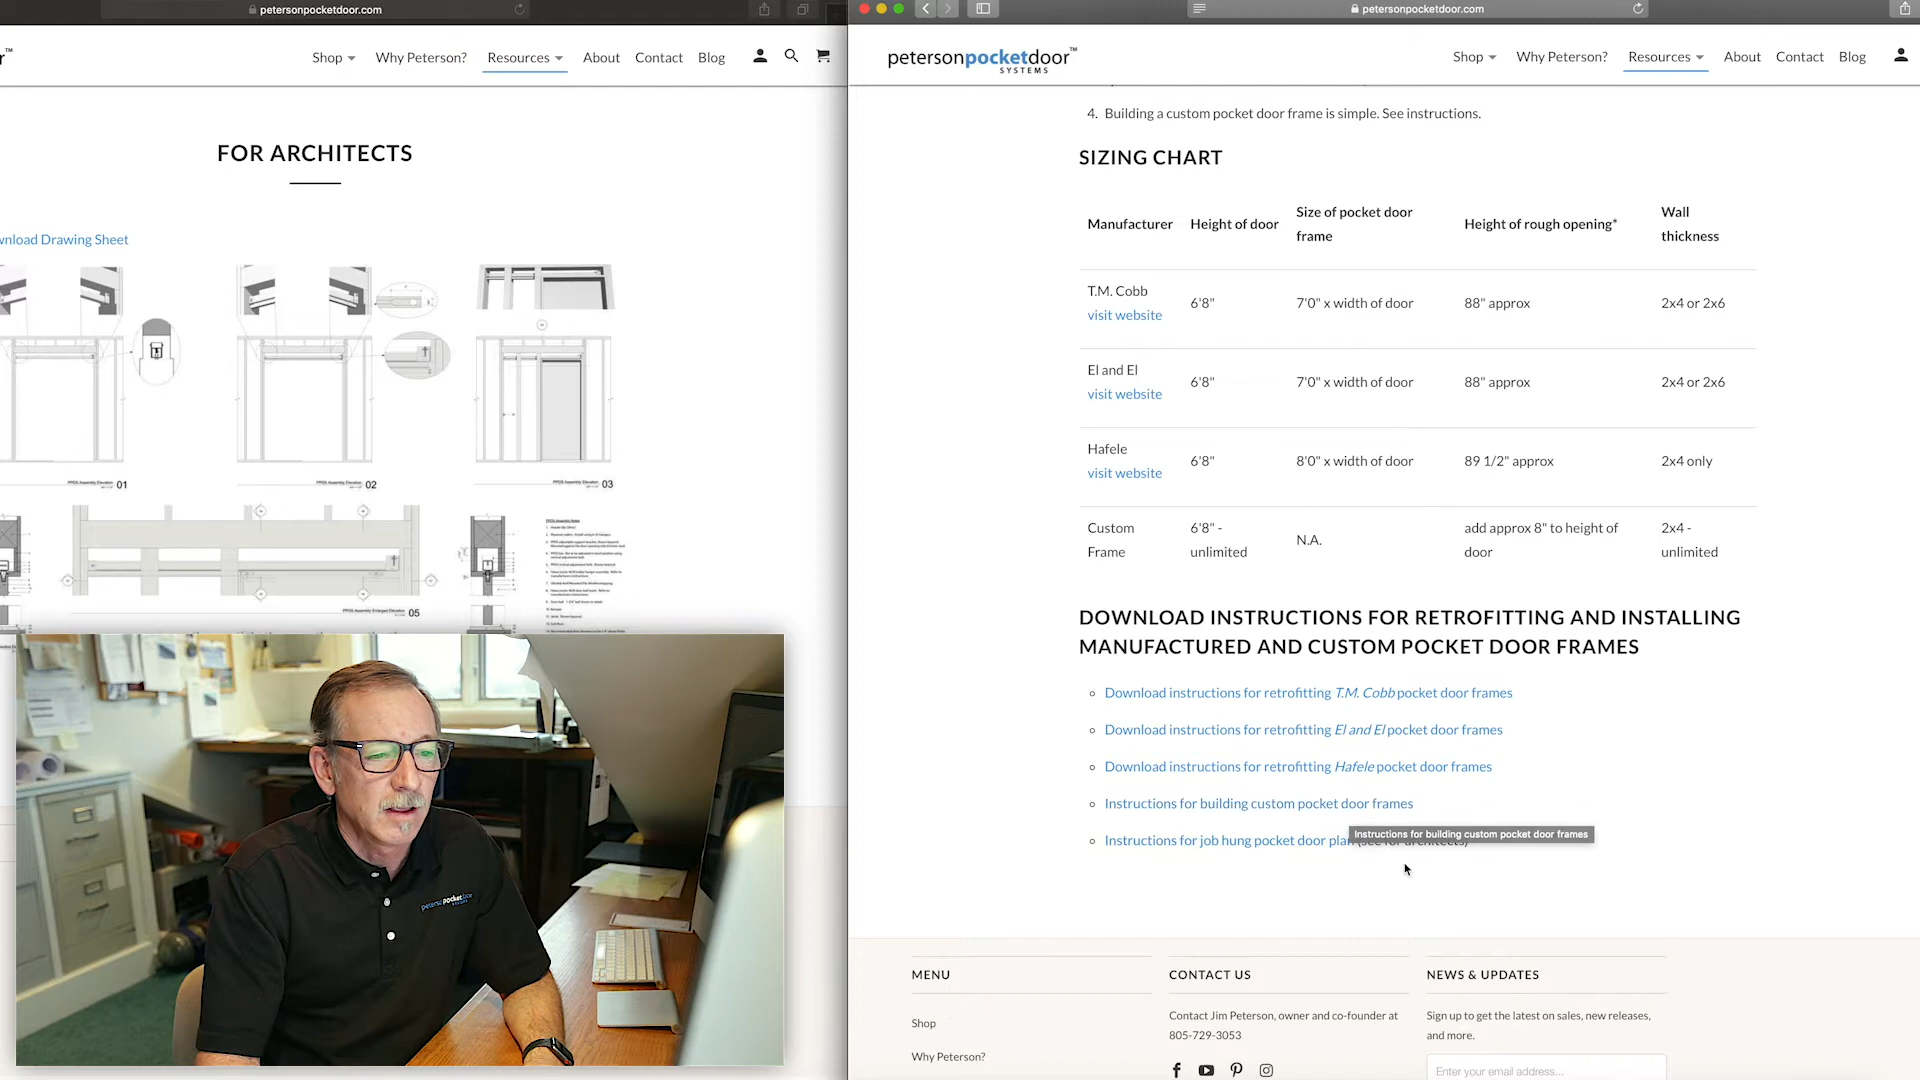 petersonpocketdoor.com
r™
Shop
Why Peterson?
Resources
About
Contact
Blog
FOR ARCHITECTS
wnload Drawing Sheet
01
02
03
05
petersonpocketdoor.com
petersonpocketdoor™
SYSTEMS
Shop
Why Peterson?
Resources
About
Contact
Blog
4. Building a custom pocket door frame is simple. See instructions.
SIZING CHART
Manufacturer
Height of door
Size of pocket door
frame
Height of rough opening*
Wall
thickness
T.M. Cobb
visit website
6'8"
7'0" x width of door
88" approx
2x4 or 2x6
El and El
visit website
6'8"
7'0" x width of door
88" approx
2x4 or 2x6
Hafele
visit website
6'8"
8'0" x width of door
89 1/2" approx
2x4 only
Custom
Frame
6'8" -
unlimited
N.A.
add approx 8" to height of
door
2x4 -
unlimited
DOWNLOAD INSTRUCTIONS FOR RETROFITTING AND INSTALLING
MANUFACTURED AND CUSTOM POCKET DOOR FRAMES
Download instructions for retrofitting T.M. Cobb pocket door frames
Download instructions for retrofitting El and El pocket door frames
Download instructions for retrofitting Hafele pocket door frames
Instructions for building custom pocket door frames
Instructions for building custom pocket door frames
Instructions for job hung pocket door plan (see for architects)
MENU
Shop
Why Peterson?
CONTACT US
Contact Jim Peterson, owner and co-founder at
805-729-3053
NEWS & UPDATES
Sign up to get the latest on sales, new releases,
and more.
Enter your email address...
petersonpocketdoor